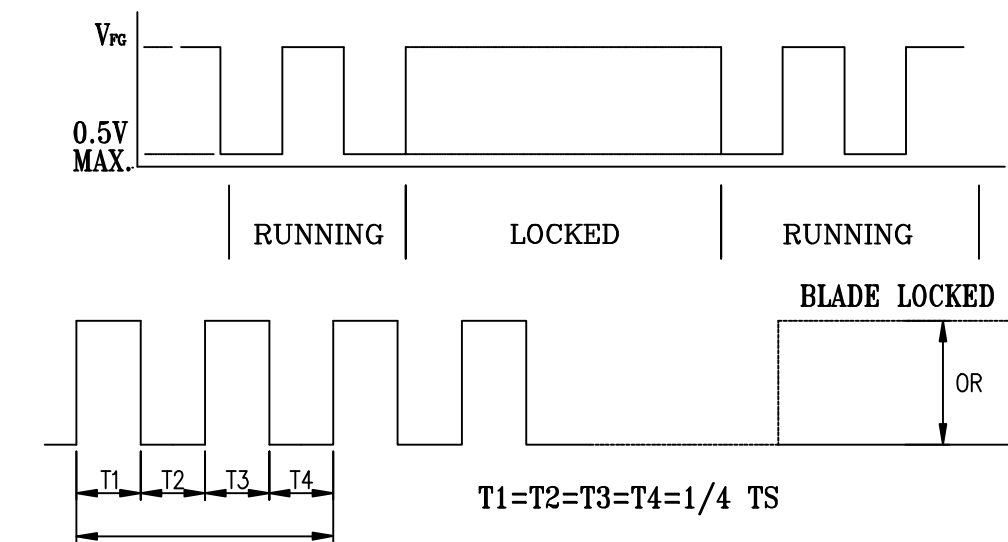 VFG
0.5V
MAX.
RUNNING LOCKED RUNNING
BLADE LOCKED
OR
T1 T2 T3 T4
T1=T2=T3=T4=1/4 TS